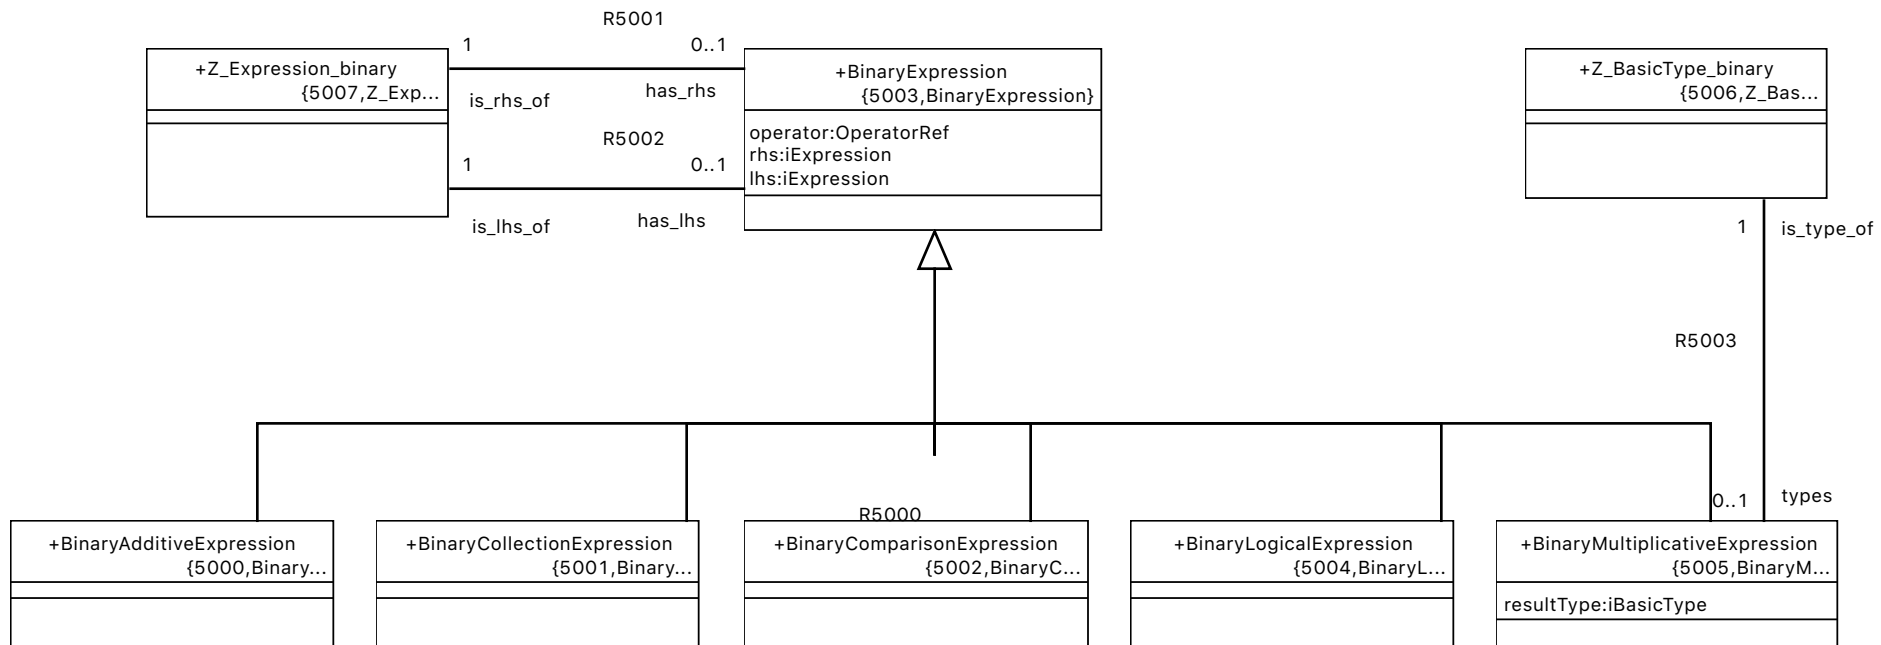 R5001
1
0..1
is_rhs_of
has_rhs
R5002
1
0..1
is_lhs_of
has_lhs
+Z_Expression_binary
{5007,Z_Exp...
+BinaryExpression
{5003,BinaryExpression}
operator:OperatorRef
rhs:iExpression
lhs:iExpression
+Z_BasicType_binary
{5006,Z_Bas...
1
is_type_of
R5003
0..1
types
R5000
+BinaryAdditiveExpression
{5000,Binary...
+BinaryCollectionExpression
{5001,Binary...
+BinaryComparisonExpression
{5002,BinaryC...
+BinaryLogicalExpression
{5004,BinaryL...
+BinaryMultiplicativeExpression
{5005,BinaryM...
resultType:iBasicType